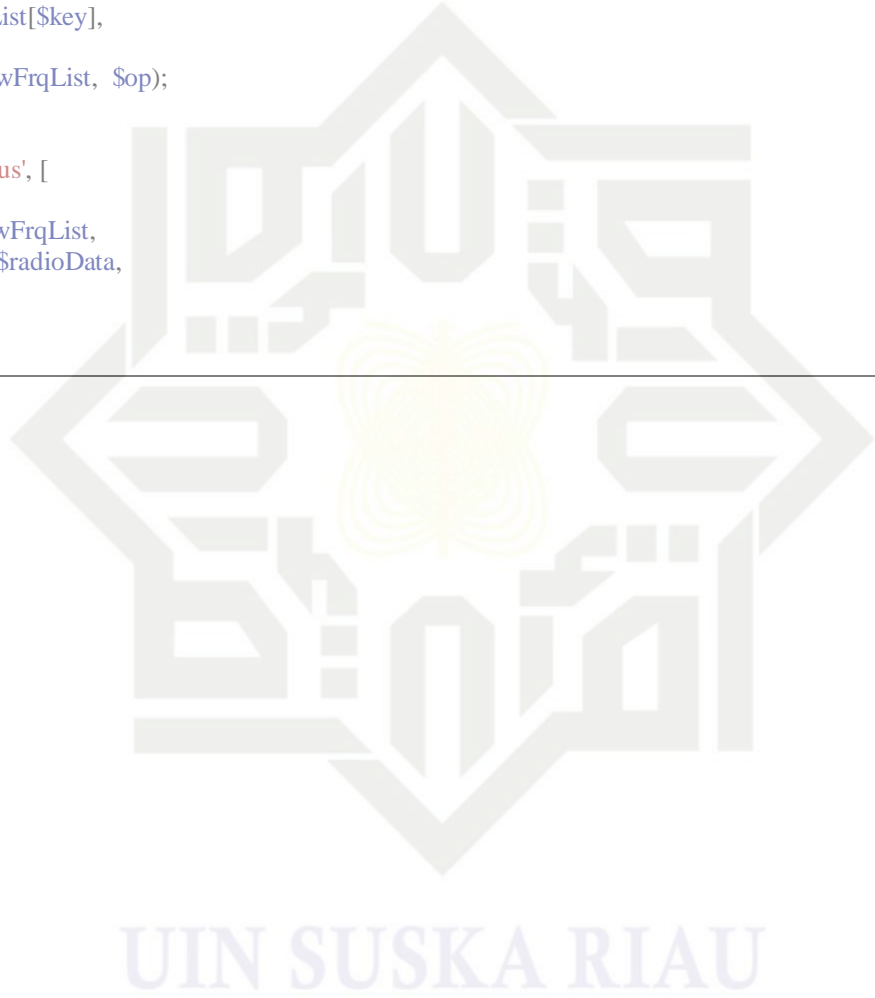 ist[$key],
wFrqList, $op);
us', [
wFrqList,
$radioData,
UIN SUSKA RIAU